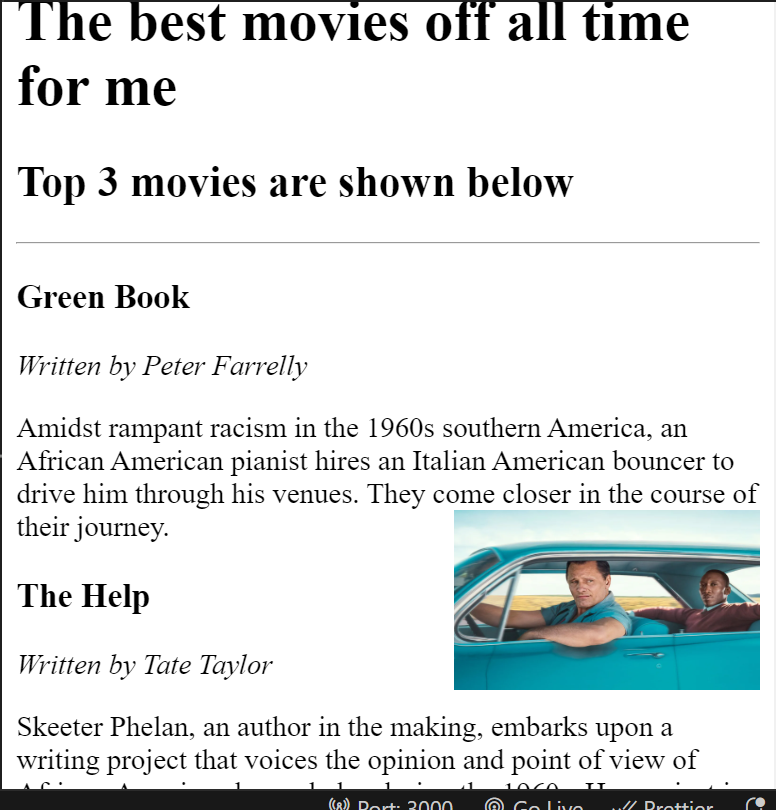 The best movies off all time
for me
Top 3 movies are shown below
Green Book
Written by Peter Farrelly
Amidst rampant racism in the 1960s southern America, an
African American pianist hires an Italian American bouncer to
drive him through his venues. They come closer in the course of
their journey.
The Help
Written by Tate Taylor
Skeeter Phelan, an author in the making, embarks upon a
writing project that voices the opinion and point of view of
Port: 3000 Go Live Prettier